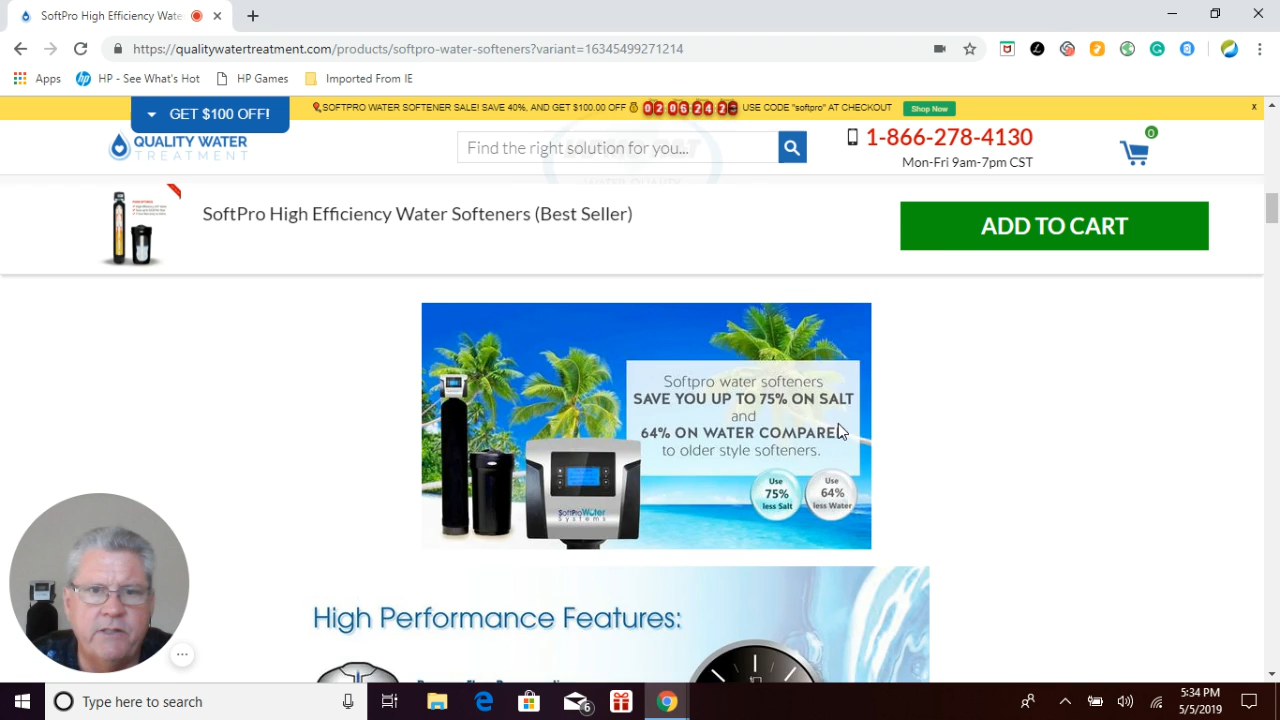 SoftPro High Efficiency Wate
https://qualitywatertreatment.com/products/softpro-water-softeners?variant=16345499271214
Apps
HP - See What's Hot
HP Games
Imported From IE
GET $100 OFF!
SOFTPRO WATER SOFTENER SALE! SAVE 40%, AND GET $100.00 OFF
USE CODE "softpro" AT CHECKOUT
Shop Now
x
QUALITY WATER
TREATMENT
Find the right solution for you...
1-866-278-4130
Mon-Fri 9am-7pm CST
0
SoftPro High Efficiency Water Softeners (Best Seller)
ADD TO CART
Softpro water softeners
SAVE YOU UP TO 75% ON SALT
and
64% ON WATER COMPARED
to older style softeners.
Use
75%
less Salt
Use
64%
less Water
SoftProWater
Systems
High Performance Features:
Type here to search
6
5:34 PM
5/5/2019